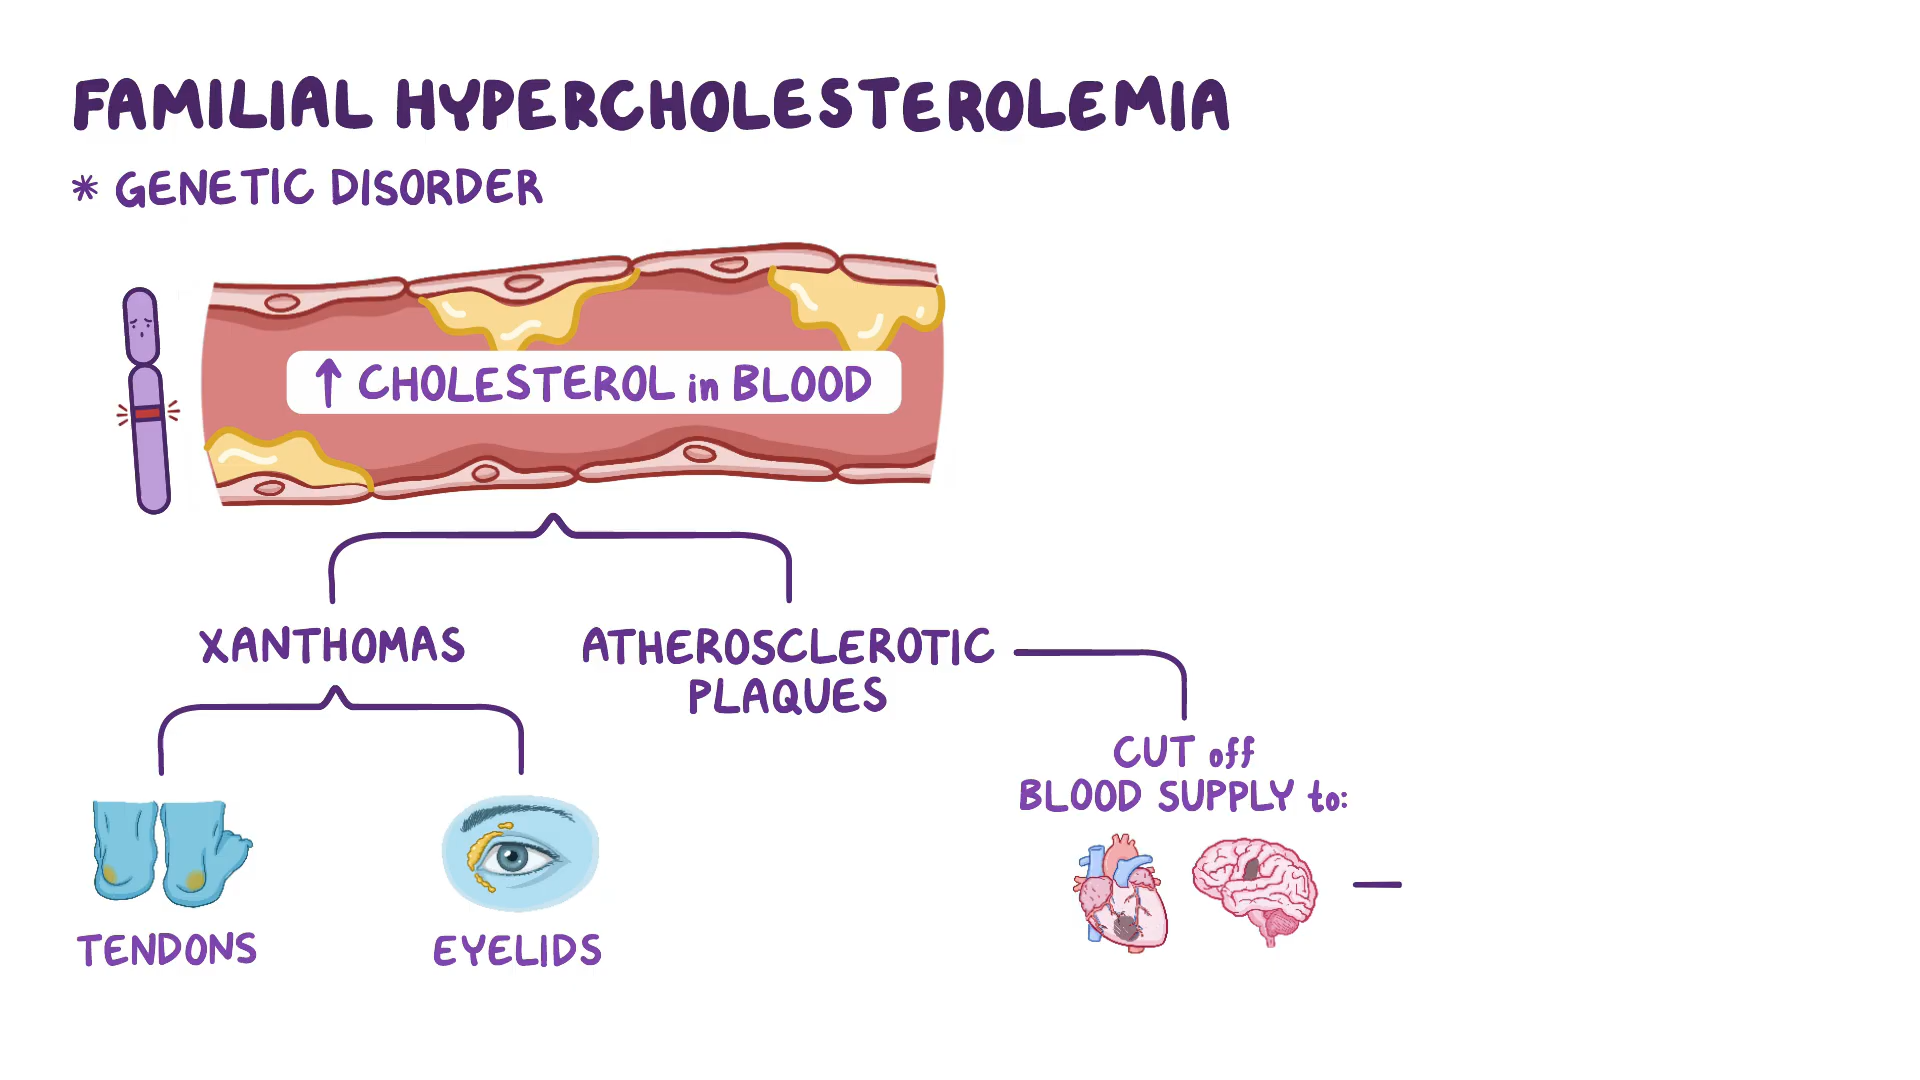 FAMILIAL HYPERCHOLESTEROLEMIA
* GENETIC DISORDER
↑ CHOLESTEROL in BLOOD
XANTHOMAS
ATHEROSCLEROTIC
PLAQUES
CUT off
BLOOD SUPPLY to:
TENDONS
EYELIDS